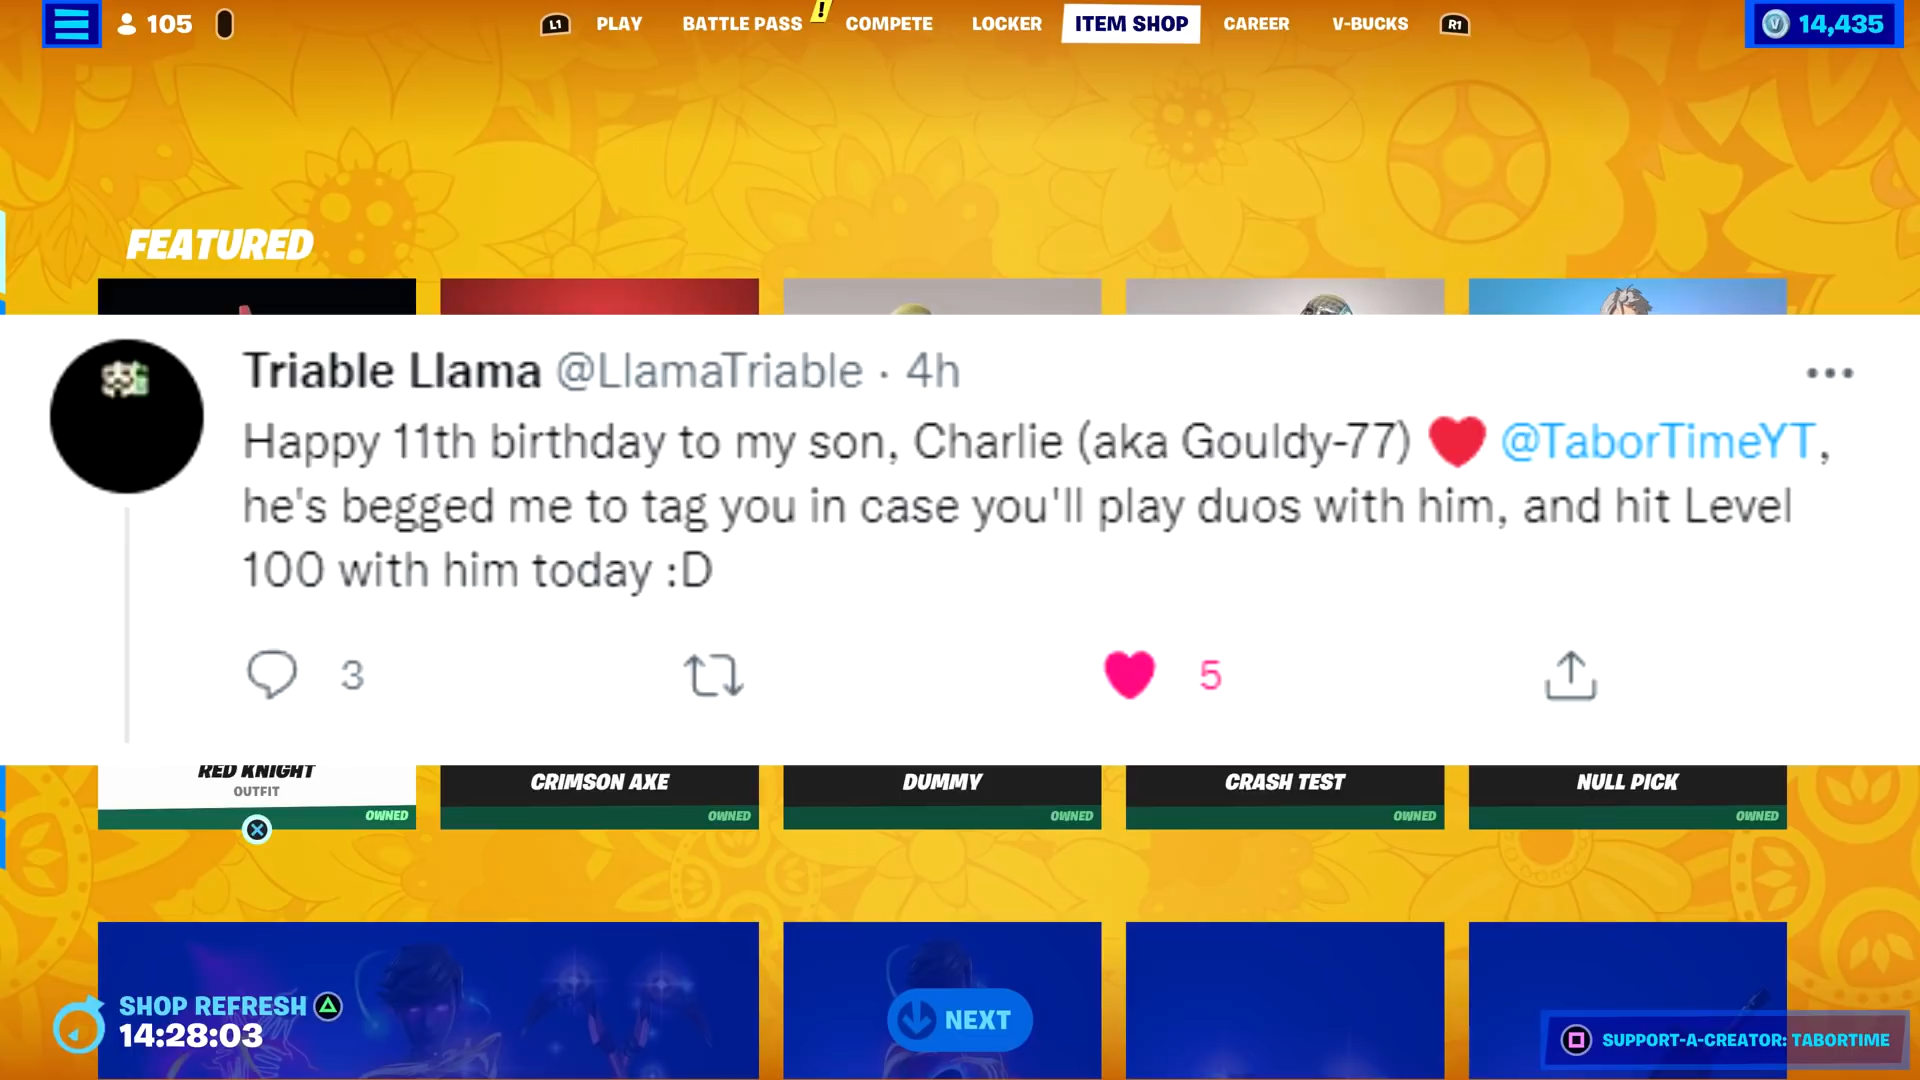 105
L1
PLAY
BATTLE PASS
!
COMPETE
LOCKER
ITEM SHOP
CAREER
V-BUCKS
R1
V
14,435
FEATURED
Triable Llama @LlamaTriable · 4h
Happy 11th birthday to my son, Charlie (aka Gouldy-77) ❤️ @TaborTimeYT,
he's begged me to tag you in case you'll play duos with him, and hit Level
100 with him today :D
3
5
RED KNIGHT
OUTFIT
OWNED
CRIMSON AXE
OWNED
DUMMY
OWNED
CRASH TEST
OWNED
NULL PICK
OWNED
SHOP REFRESH
14:28:03
NEXT
SUPPORT-A-CREATOR: TABORTIME